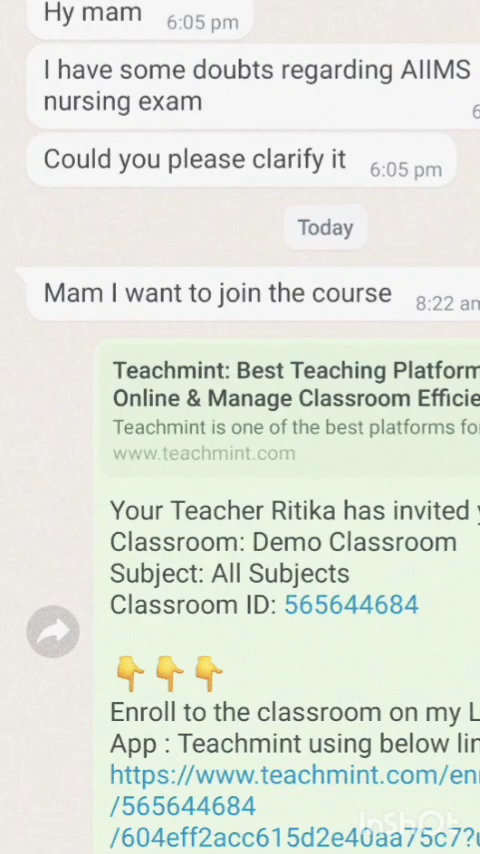 Hy mam
6:05 pm
I have some doubts regarding AIIMS
nursing exam
Could you please clarify it
6:05 pm
Today
Mam I want to join the course
8:22 am
Teachmint: Best Teaching Platform
Online & Manage Classroom Efficie
Teachmint is one of the best platforms fo
www.teachmint.com
Your Teacher Ritika has invited
Classroom: Demo Classroom
Subject: All Subjects
Classroom ID: 565644684
👇👇👇
Enroll to the classroom on my L
App : Teachmint using below lin
https://www.teachmint.com/en
/565644684
/604eff2acc615d2e40aa75c7?u
InShOt